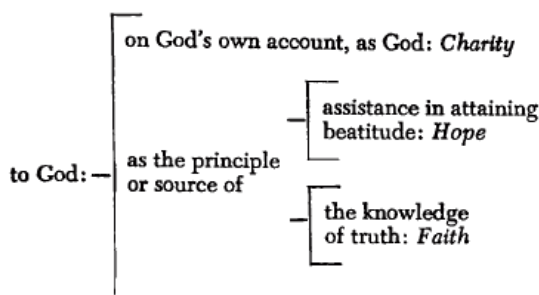 on God's own account, as God: Charity
assistance in attaining
beatitude: Hope
to God:
as the principle
or source of
the knowledge
of truth: Faith